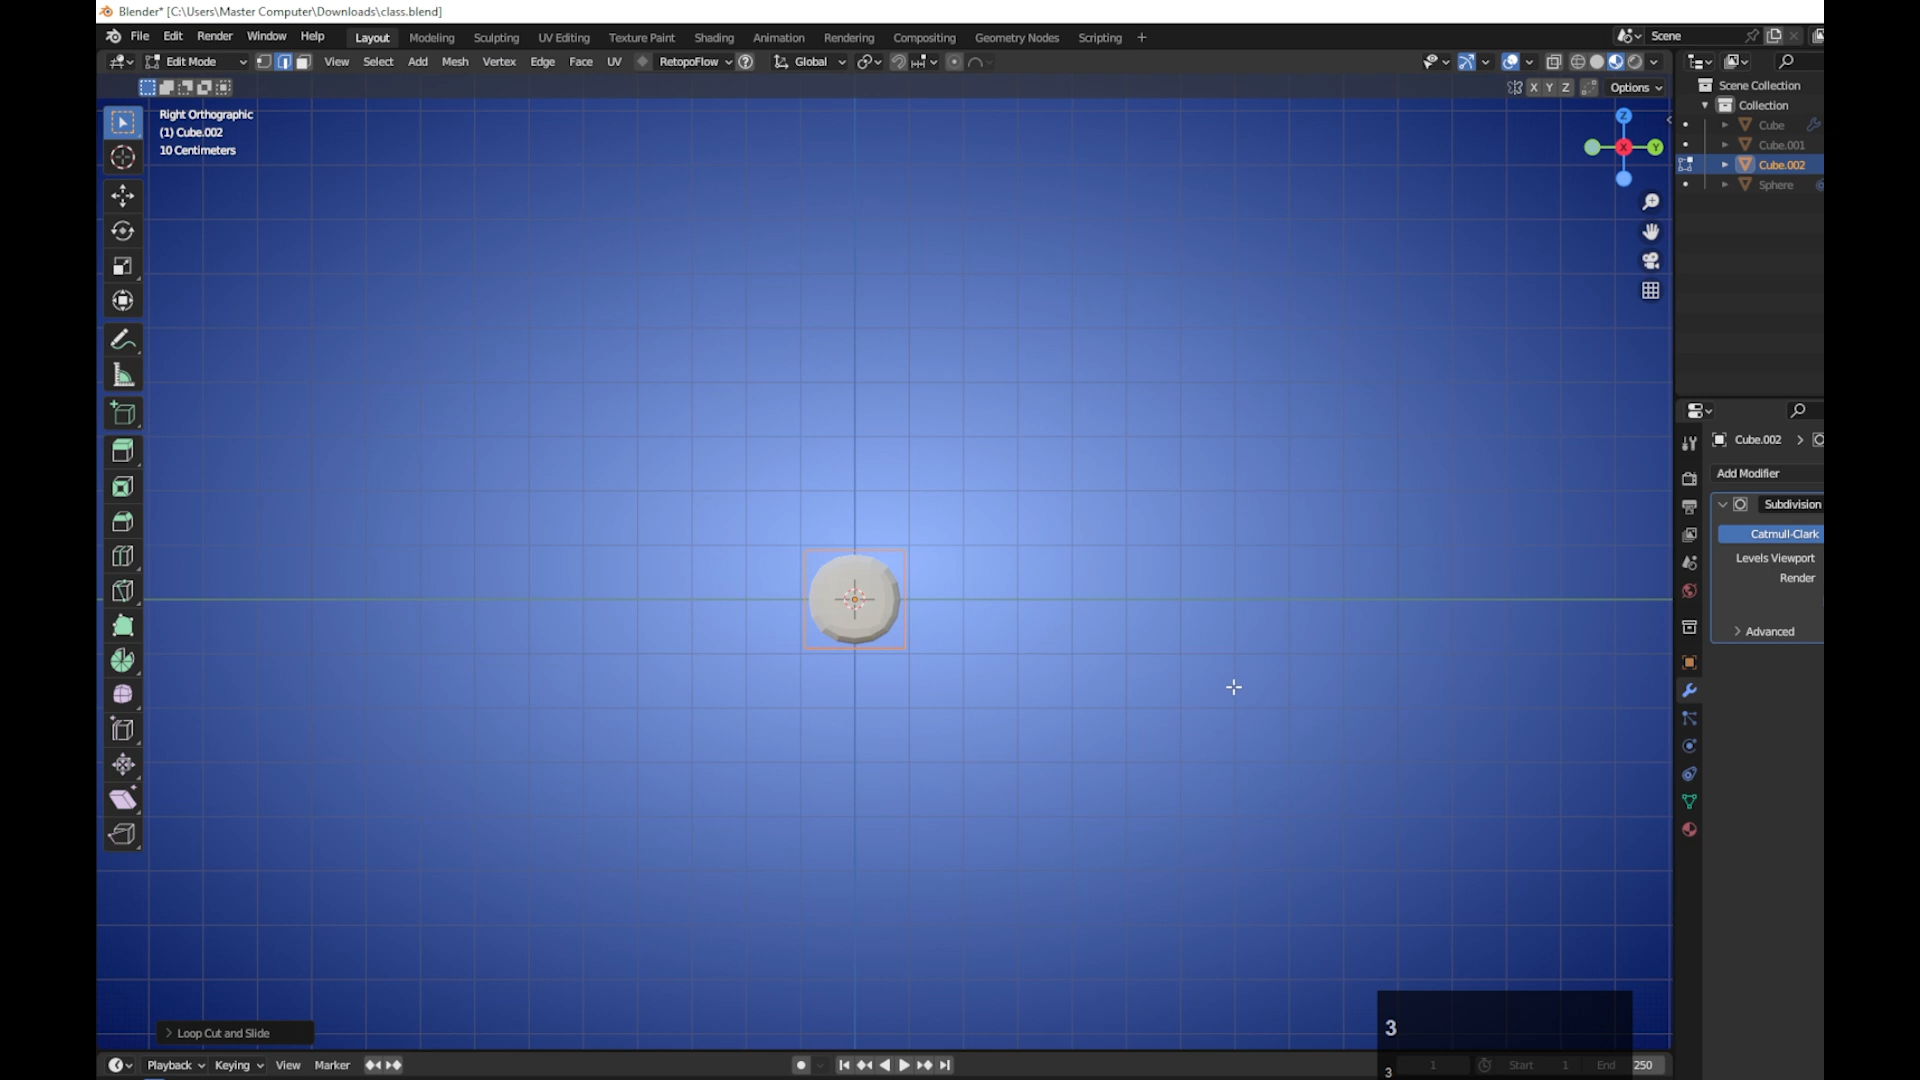 Blender* [C:\Users\Master Computer\Downloads\class.blend]
File Edit Render Window Help Layout Modeling Sculpting UV Editing Texture Paint Shading Animation Rendering Compositing Geometry Nodes Scripting + Scene
Edit Mode View Select Add Mesh Vertex Edge Face UV RetopoFlow Global
X Y Z Options
Scene Collection
Collection
Cube
Cube.001
Cube.002
Sphere
Right Orthographic
(1) Cube.002
10 Centimeters
Z
X
Y
Cube.002
Add Modifier
Subdivision
Catmull-Clark
Levels Viewport
Render
Advanced
Loop Cut and Slide
3
3
Playback Keying View Marker 1 Start 1 End 250